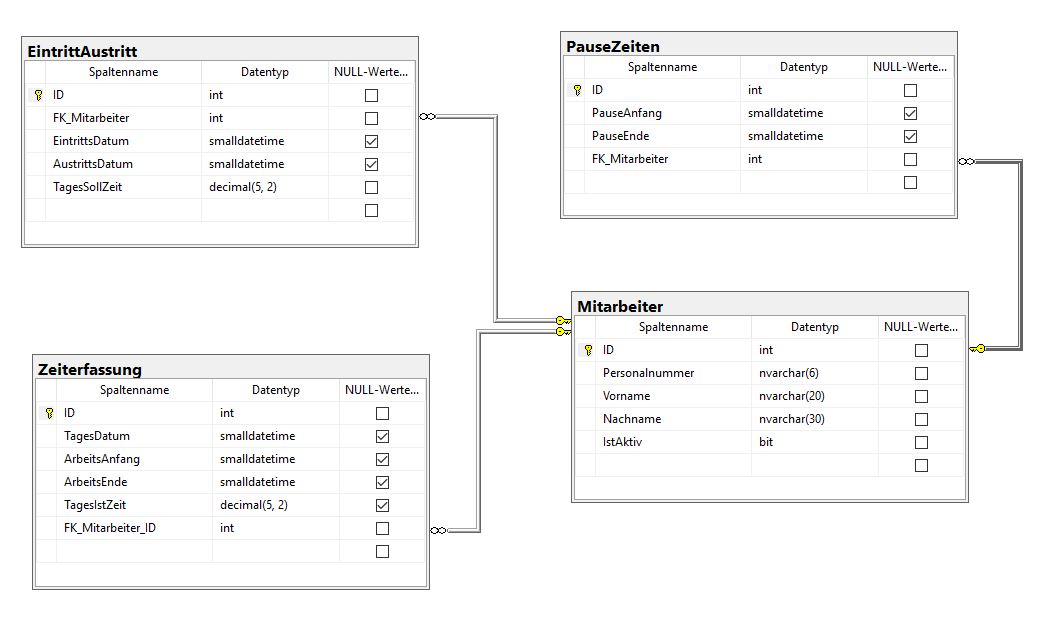 EintrittAustritt
Spaltenname Datentyp NULL-Werte...
ID int
FK_Mitarbeiter int
EintrittsDatum smalldatetime
AustrittsDatum smalldatetime
TagesSollZeit decimal(5, 2)
PauseZeiten
Spaltenname Datentyp NULL-Werte...
ID int
PauseAnfang smalldatetime
PauseEnde smalldatetime
FK_Mitarbeiter int
Mitarbeiter
Spaltenname Datentyp NULL-Werte...
ID int
Personalnummer nvarchar(6)
Vorname nvarchar(20)
Nachname nvarchar(30)
IstAktiv bit
Zeiterfassung
Spaltenname Datentyp NULL-Werte...
ID int
TagesDatum smalldatetime
ArbeitsAnfang smalldatetime
ArbeitsEnde smalldatetime
TagesIstZeit decimal(5, 2)
FK_Mitarbeiter_ID int